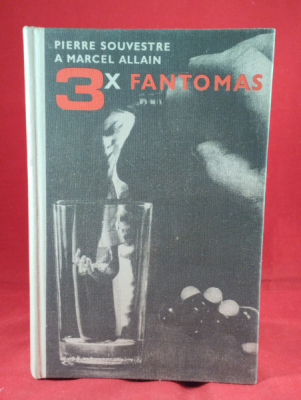 PIERRE SOUVESTRE
A MARCEL ALLAIN
3X FANTOMAS